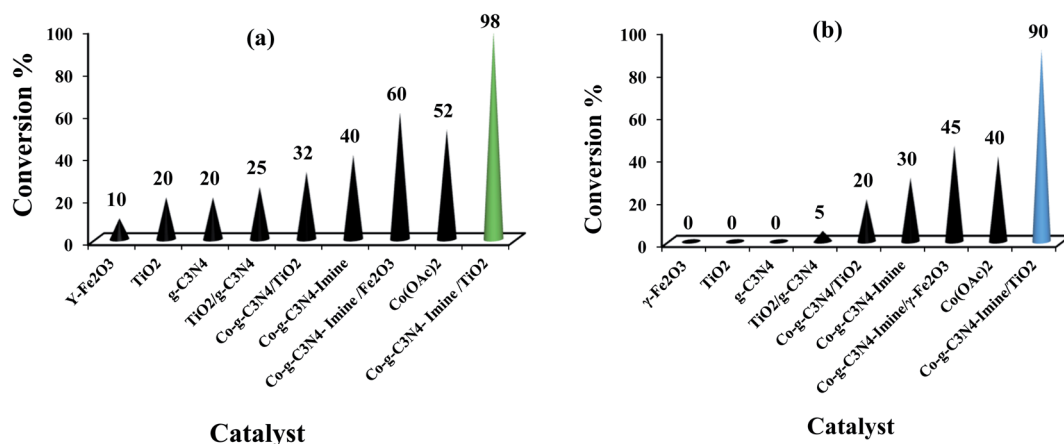 (a)
Conversion %
100
80
60
40
20
0
10
20
20
25
32
40
60
52
98
Y-Fe2O3
TiO2
g-C3N4
TiO2/g-C3N4
Co-g-C3N4/TiO2
Co-g-C3N4-Imine
Co-g-C3N4- Imine /Fe2O3
Co(OAc)2
Co-g-C3N4- Imine /TiO2
Catalyst
(b)
Conversion %
100
80
60
40
20
0
0
0
0
5
20
30
45
40
90
γ-Fe2O3
TiO2
g-C3N4
TiO2/g-C3N4
Co-g-C3N4/TiO2
Co-g-C3N4-Imine
Co-g-C3N4-Imine/γ-Fe2O3
Co(OAc)2
Co-g-C3N4-Imine/TiO2
Catalyst